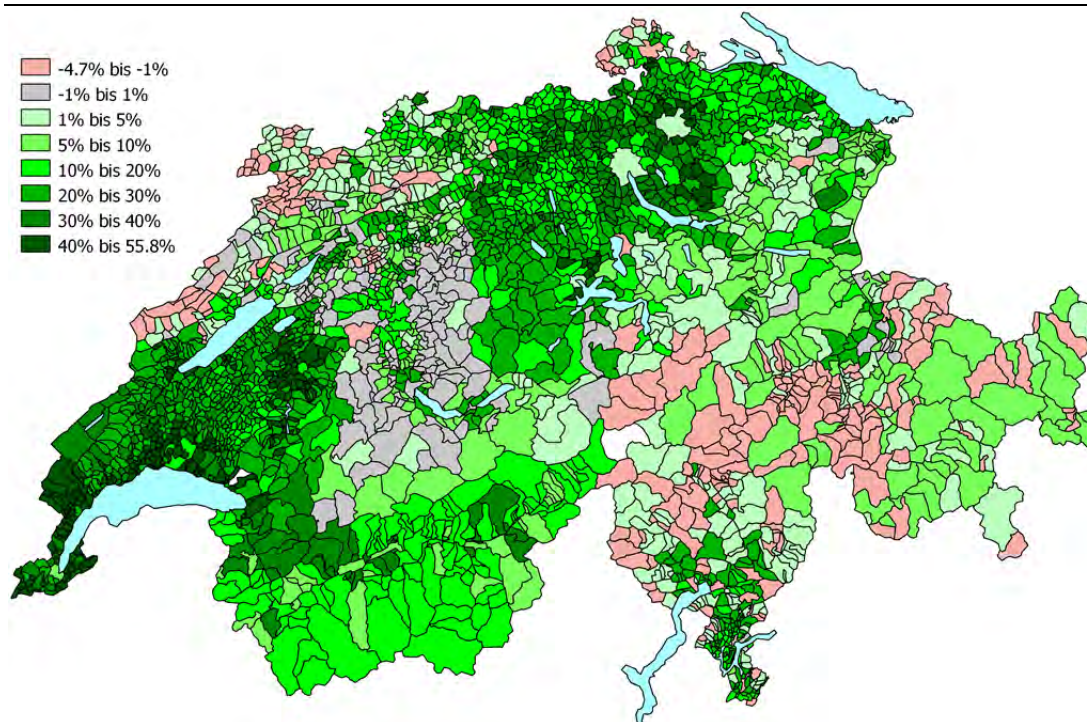 -4.7% bis -1%
-1% bis 1%
1% bis 5%
5% bis 10%
10% bis 20%
20% bis 30%
30% bis 40%
40% bis 55.8%